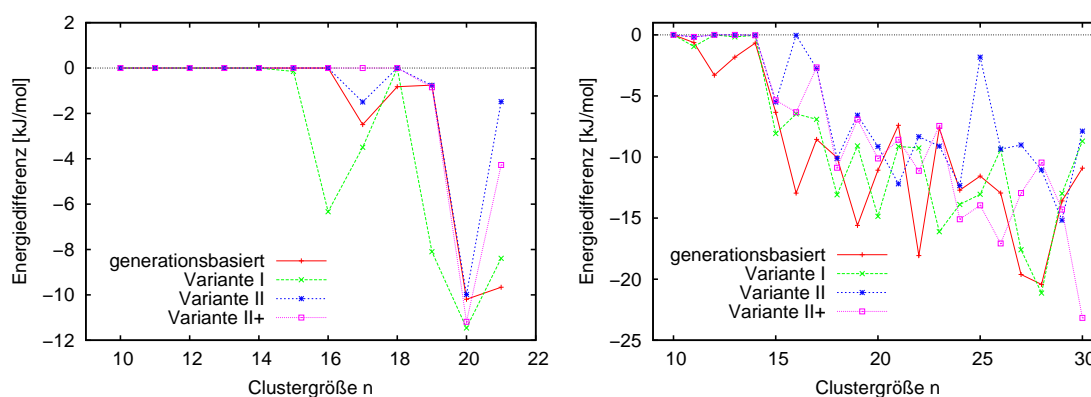 2
0
−2
−4
−6
−8
−10
−12
10
12
14
16
18
20
22
Energiedifferenz [kJ/mol]
Clustergröße n
generationsbasiert
Variante I
Variante II
Variante II+
0
−5
−10
−15
−20
−25
10
15
20
25
30
Energiedifferenz [kJ/mol]
Clustergröße n
generationsbasiert
Variante I
Variante II
Variante II+